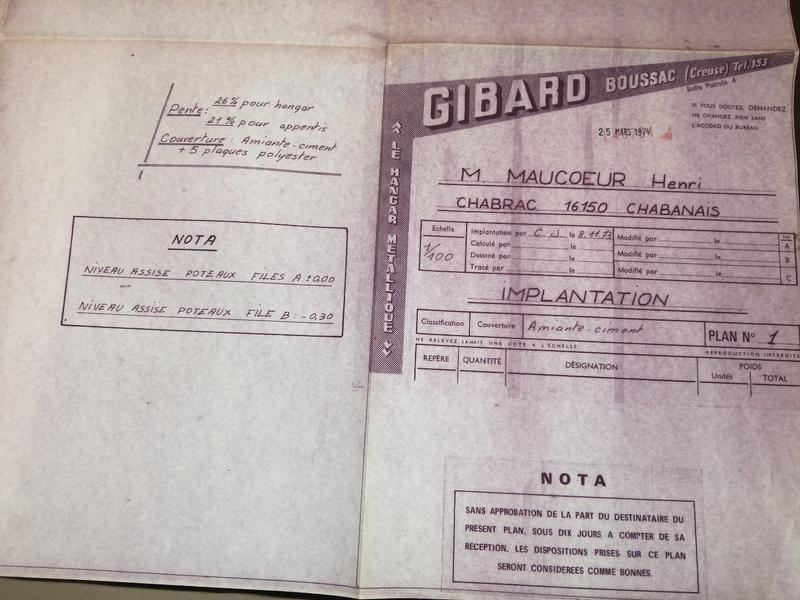 Pente: 26% pour hangar
21% pour appentis
Couverture : Amiante-ciment
+ 5 plaques polyester
NOTA
NIVEAU ASSISE POTEAUX FILES A 10,00
NIVEAU ASSISE POTEAUX FILE B : -0,30
GIBARD BOUSSAC (Creuse) Tél. 153
Boîte Postale 4
SI VOUS DOUTEZ, DEMANDEZ
NE CHANGEZ RIEN SANS
L'ACCORD DU BUREAU
25 MARS 1974
LE HANGAR MÉTALLIQUE
M. MAUCOEUR Henri
CHABRAC 16150 CHABANAIS
Echelle
1/100
Implantation par C. J. le 8.11.73
Calculé par le
Dessiné par le
Tracé par le
Modifié par le A
Modifié par le B
Modifié par le C
IMPLANTATION
Classification Couverture Amiante-ciment PLAN N° 1
NE RELEVEZ JAMAIS UNE COTE A L'ECHELLE
REPRODUCTION INTERDITE
REPÈRE QUANTITÉ DÉSIGNATION POIDS
Unités TOTAL
NOTA
SANS APPROBATION DE LA PART DU DESTINATAIRE DU
PRESENT PLAN, SOUS DIX JOURS A COMPTER DE SA
RECEPTION, LES DISPOSITIONS PRISES SUR CE PLAN
SERONT CONSIDEREES COMME BONNES.